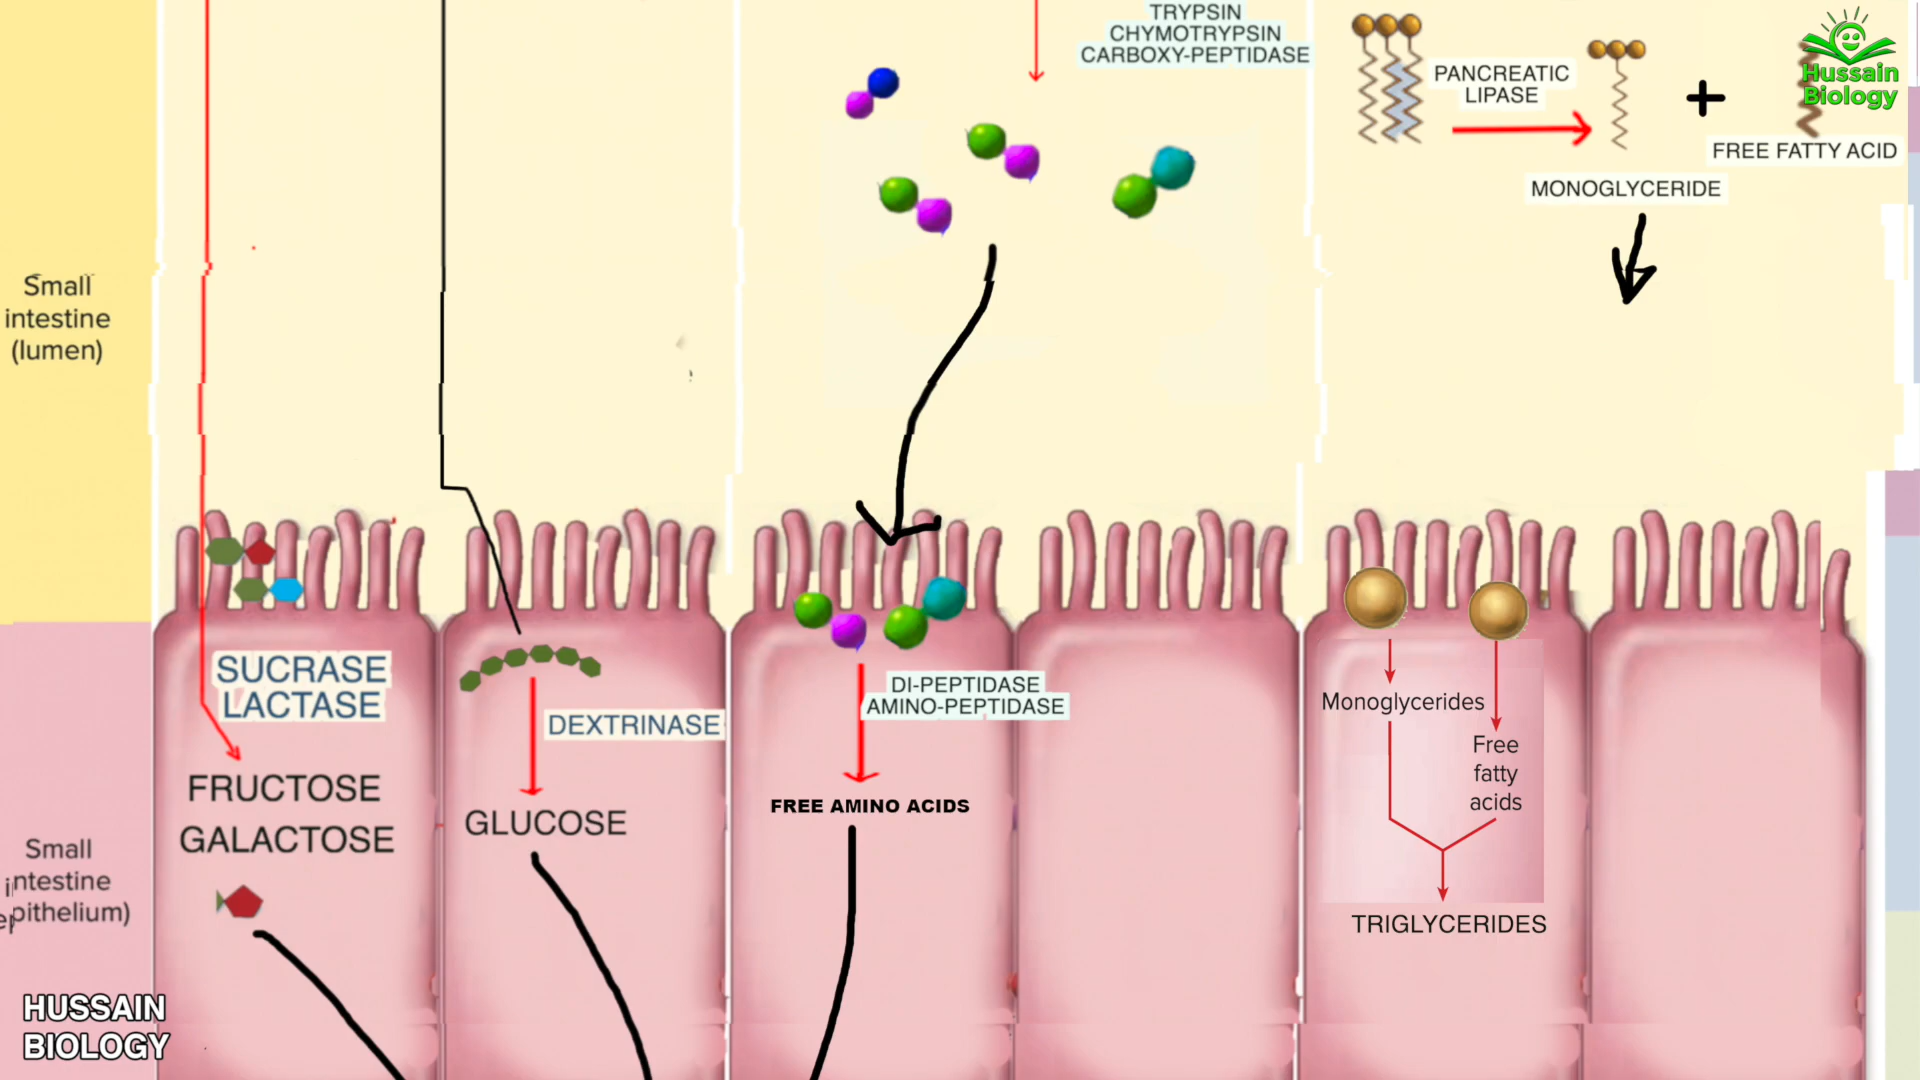 TRYPSIN
CHYMOTRYPSIN
CARBOXY-PEPTIDASE
PANCREATIC
LIPASE
+
Hussain
Biology
FREE FATTY ACID
MONOGLYCERIDE
Small
intestine
(lumen)
SUCRASE
LACTASE
FRUCTOSE
GALACTOSE
DEXTRINASE
GLUCOSE
DI-PEPTIDASE
AMINO-PEPTIDASE
FREE AMINO ACIDS
Monoglycerides
Free
fatty
acids
TRIGLYCERIDES
Small
intestine
epithelium)
HUSSAIN
BIOLOGY